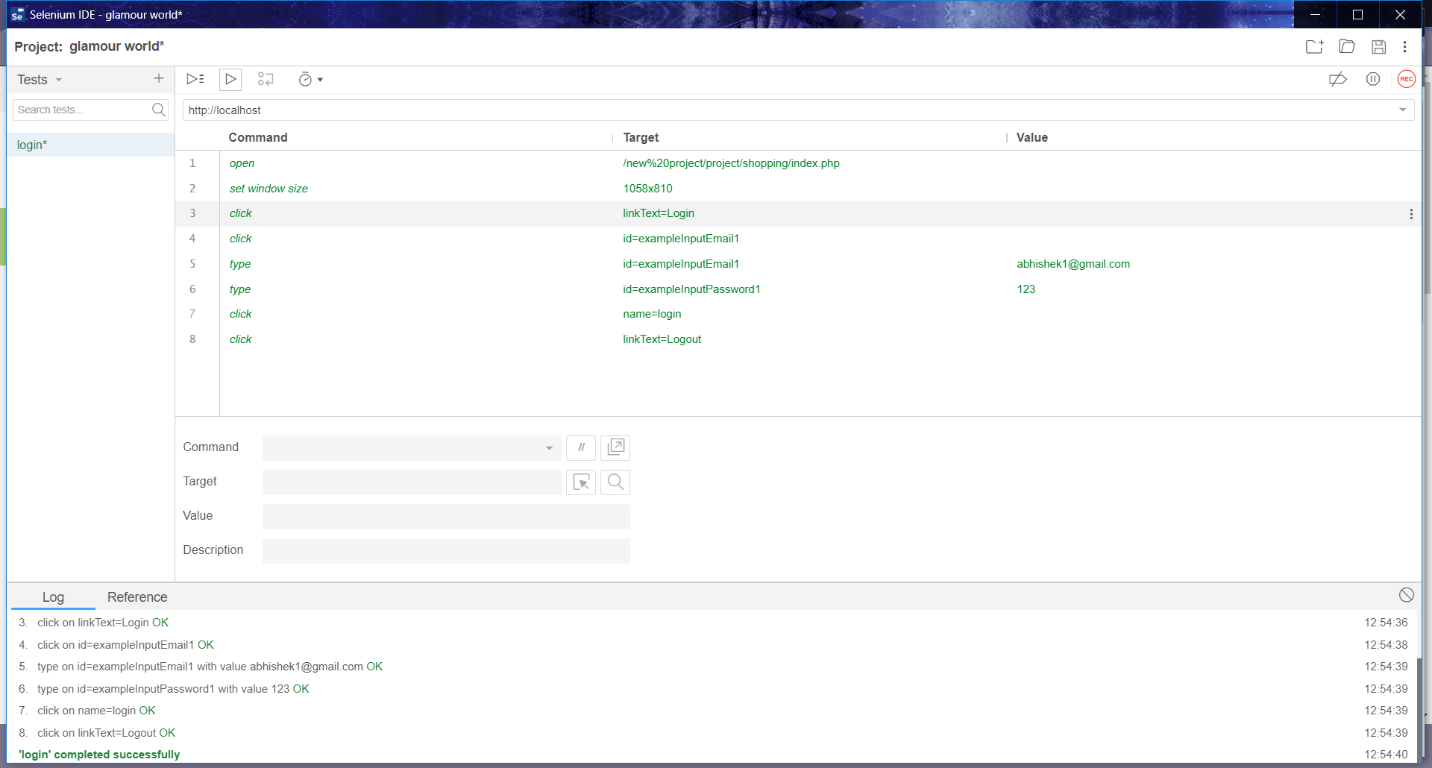 Selenium IDE - glamour world*
Project: glamour world*
Tests
Search tests...
login*
REC
http://localhost
Command Target Value
1 open /new%20project/project/shopping/index.php
2 set window size 1058x810
3 click linkText=Login
4 click id=exampleInputEmail1
5 type id=exampleInputEmail1 abhishek1@gmail.com
6 type id=exampleInputPassword1 123
7 click name=login
8 click linkText=Logout
Command //
Target
Value
Description
Log Reference
3. click on linkText=Login OK 12:54:36
4. click on id=exampleInputEmail1 OK 12:54:38
5. type on id=exampleInputEmail1 with value abhishek1@gmail.com OK 12:54:39
6. type on id=exampleInputPassword1 with value 123 OK 12:54:39
7. click on name=login OK 12:54:39
8. click on linkText=Logout OK 12:54:39
'login' completed successfully 12:54:40